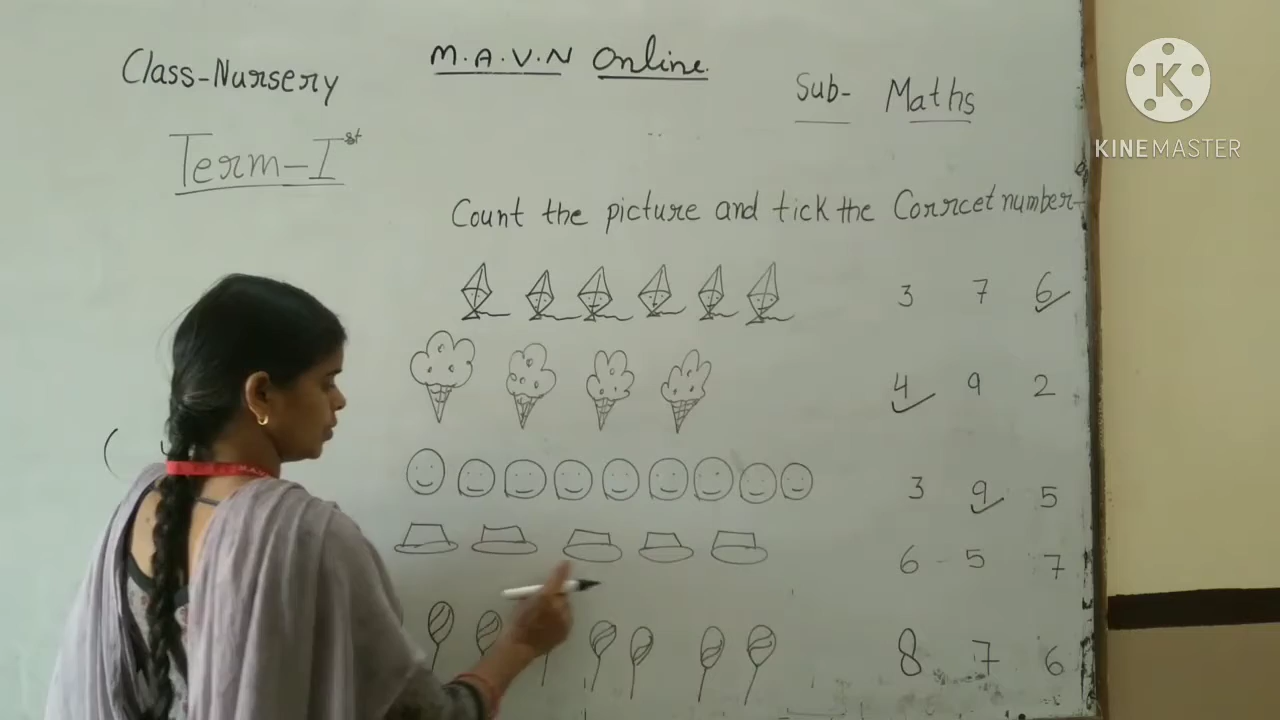 M.A.V.N Online.
Class-Nursery
Sub- Maths
Term-Ist
Count the picture and tick the Corrcet number-
3 7 6
4 9 2
3 9 5
6 - 5 7
8 7 6
K
KINEMASTER